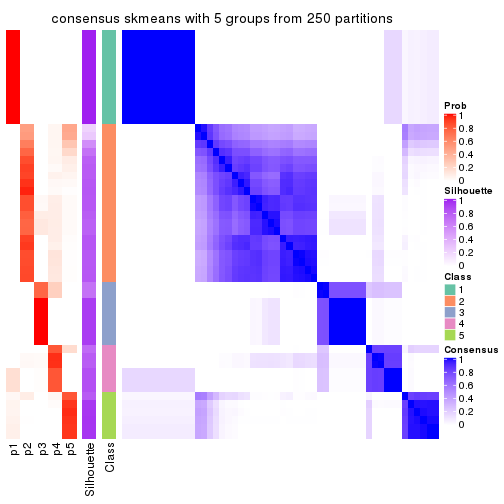 consensus skmeans with 5 groups from 250 partitions
Prob
1
0.8
0.6
0.4
0.2
0
Silhouette
1
0.8
0.6
0.4
0.2
0
Class
1
2
3
4
5
Consensus
1
0.8
0.6
0.4
0.2
0
p1
p2
p3
p4
p5
Silhouette
Class